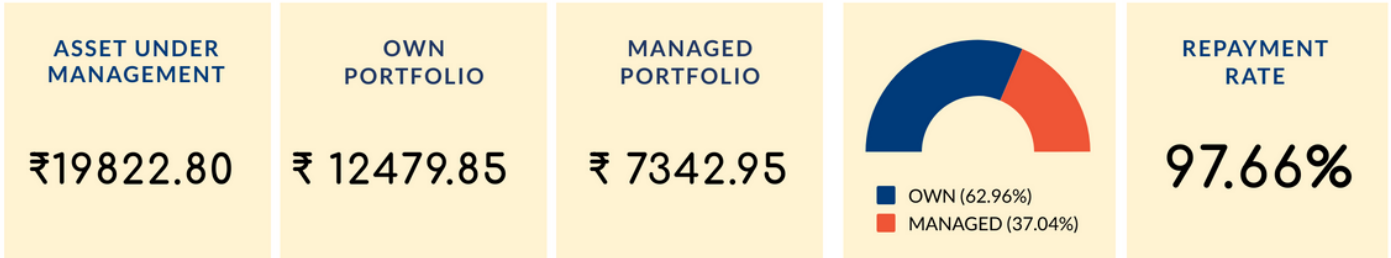 ASSET UNDER
MANAGEMENT
₹19822.80
OWN
PORTFOLIO
₹ 12479.85
MANAGED
PORTFOLIO
₹ 7342.95
OWN (62.96%)
MANAGED (37.04%)
REPAYMENT
RATE
97.66%